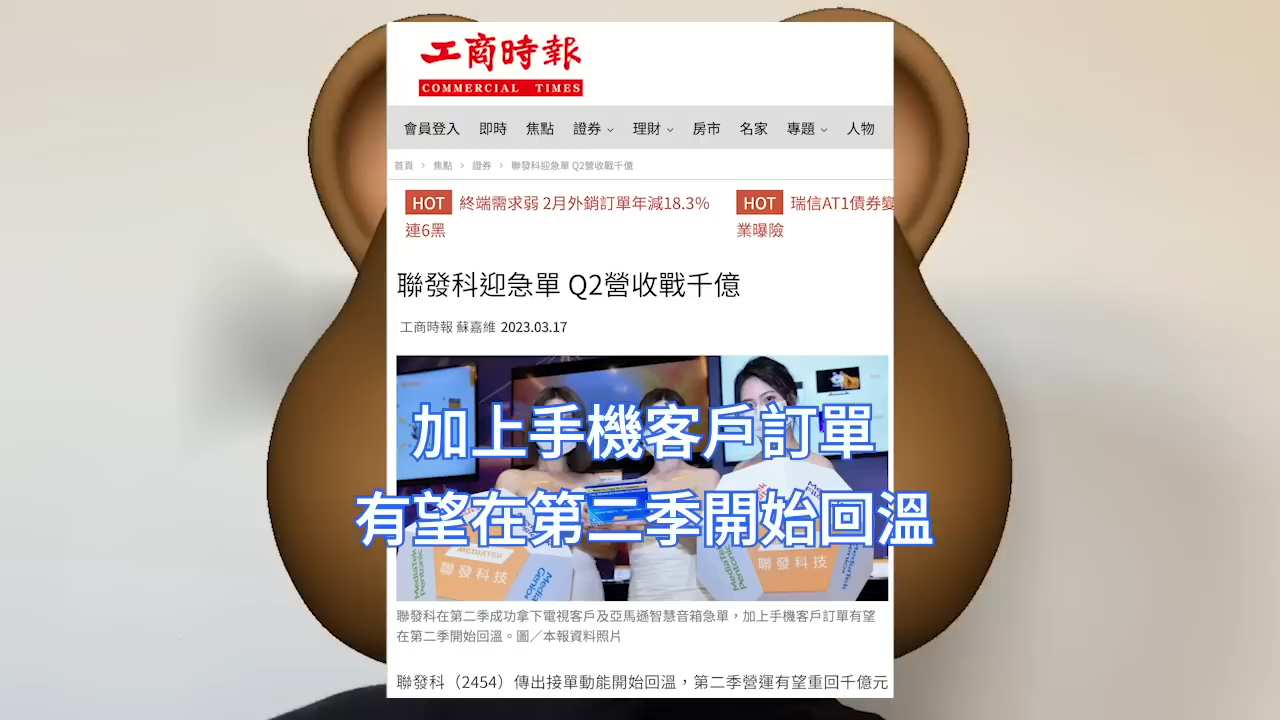 工商時報
COMMERCIAL TIMES
會員登入 即時 焦點 證券 理財 房市 名家 專題 人物
首頁 > 焦點 > 證券 > 聯發科迎急單 Q2營收戰千億
HOT 終端需求弱 2月外銷訂單年減18.3%
連6黑
HOT 瑞信AT1債券變
業曝險
聯發科迎急單 Q2營收戰千億
工商時報 蘇嘉維 2023.03.17
加上手機客戶訂單
有望在第二季開始回溫
MediaTek
聯發科技
MediaTek
Genio
MediaTek
Pentonic
聯發科技
聯發科在第二季成功拿下電視客戶及亞馬遜智慧音箱急單，加上手機客戶訂單有望
在第二季開始回溫。圖／本報資料照片
聯發科（2454）傳出接單動能開始回溫，第二季營運有望重回千億元